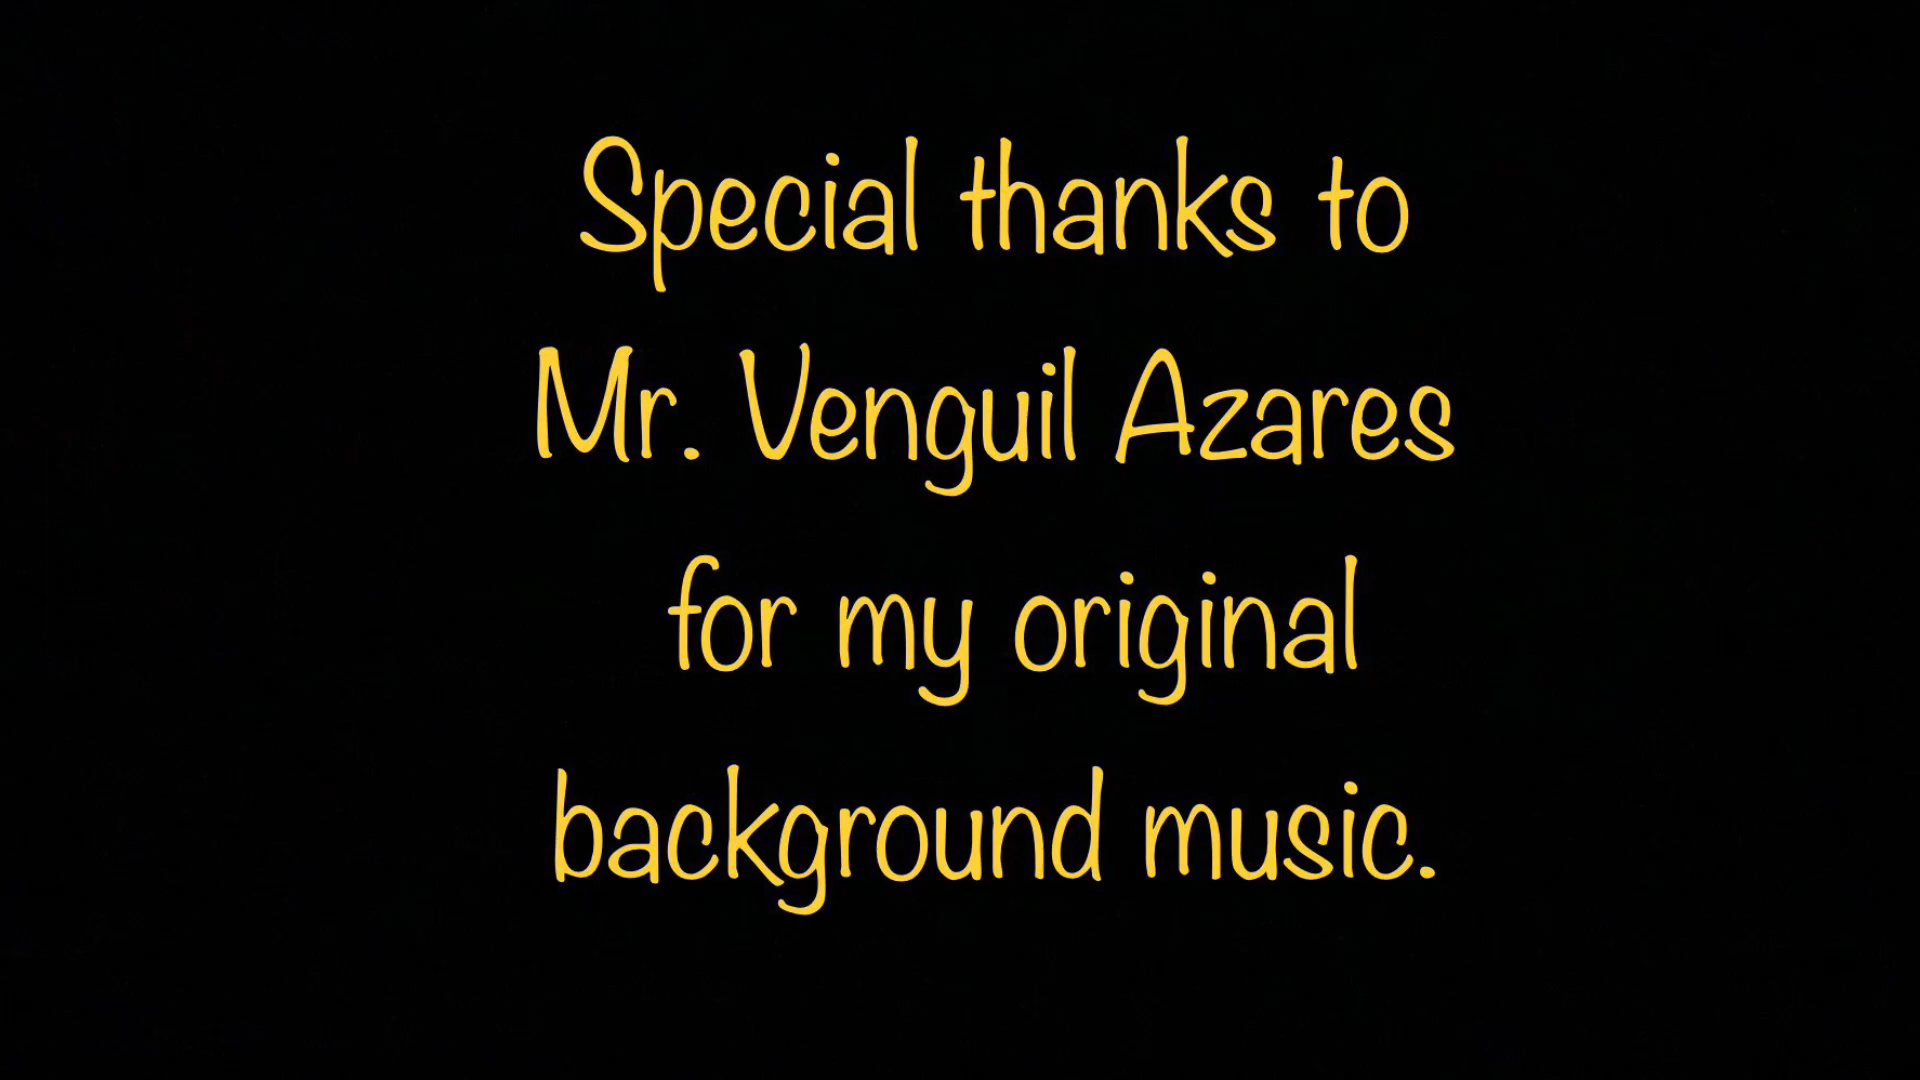 Special thanks to
Mr. Venguil Azares
for my original
background music.